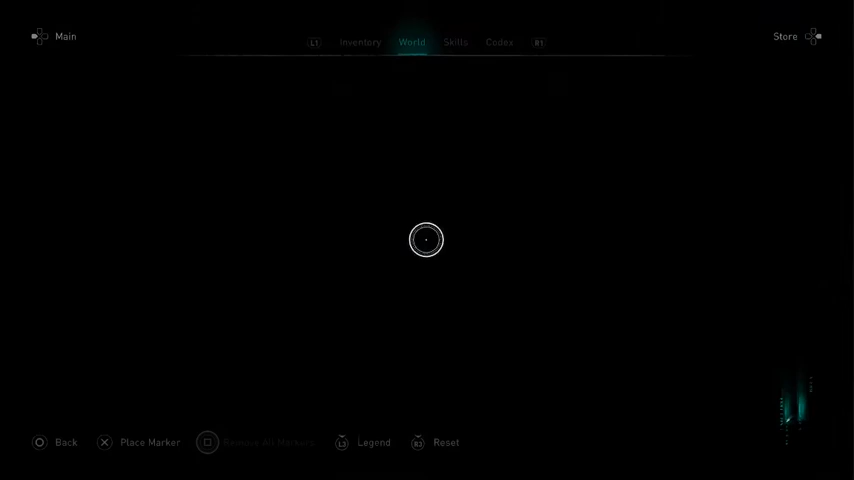 Main
L1 Inventory World Skills Codex R1
Store
Back Place Marker Remove All Markers L3 Legend R3 Reset